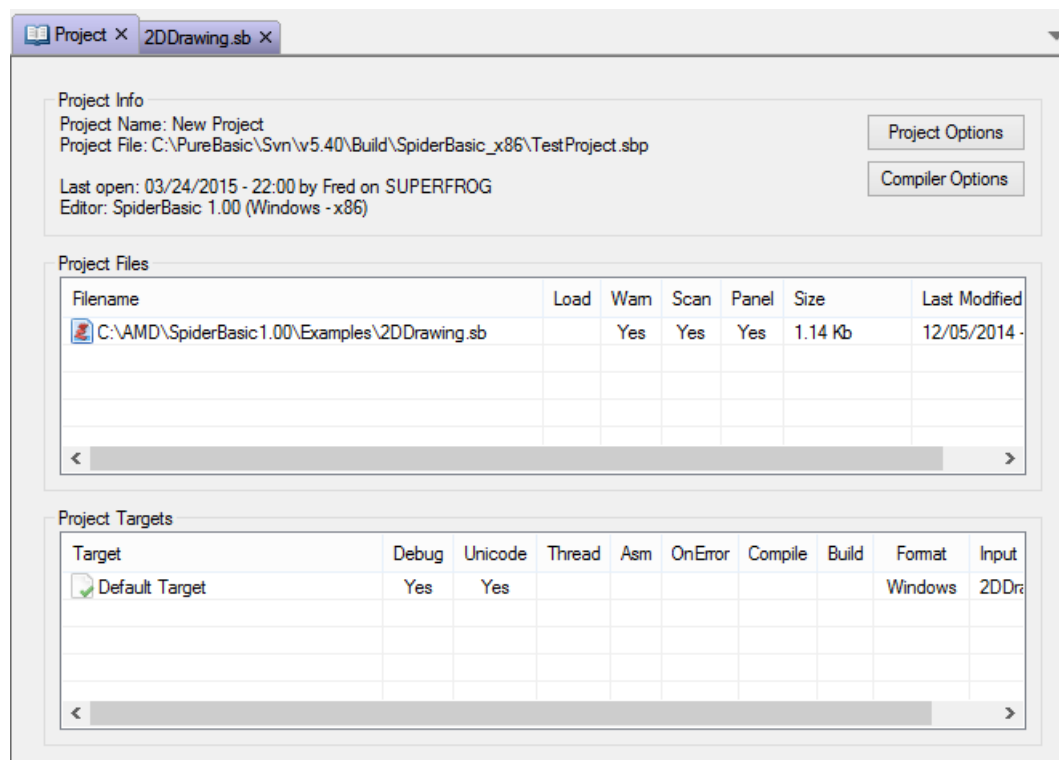 Project × 2DDrawing.sb ×
Project Info
Project Name: New Project
Project File: C:\PureBasic\Svn\v5.40\Build\SpiderBasic_x86\TestProject.sbp
Project Options
Last open: 03/24/2015 - 22:00 by Fred on SUPERFROG
Compiler Options
Editor: SpiderBasic 1.00 (Windows - x86)
Project Files
Filename Load Warn Scan Panel Size Last Modified
C:\AMD\SpiderBasic1.00\Examples\2DDrawing.sb Yes Yes Yes 1.14 Kb 12/05/2014 -
Project Targets
Target Debug Unicode Thread Asm OnError Compile Build Format Input
Default Target Yes Yes Windows 2DDra